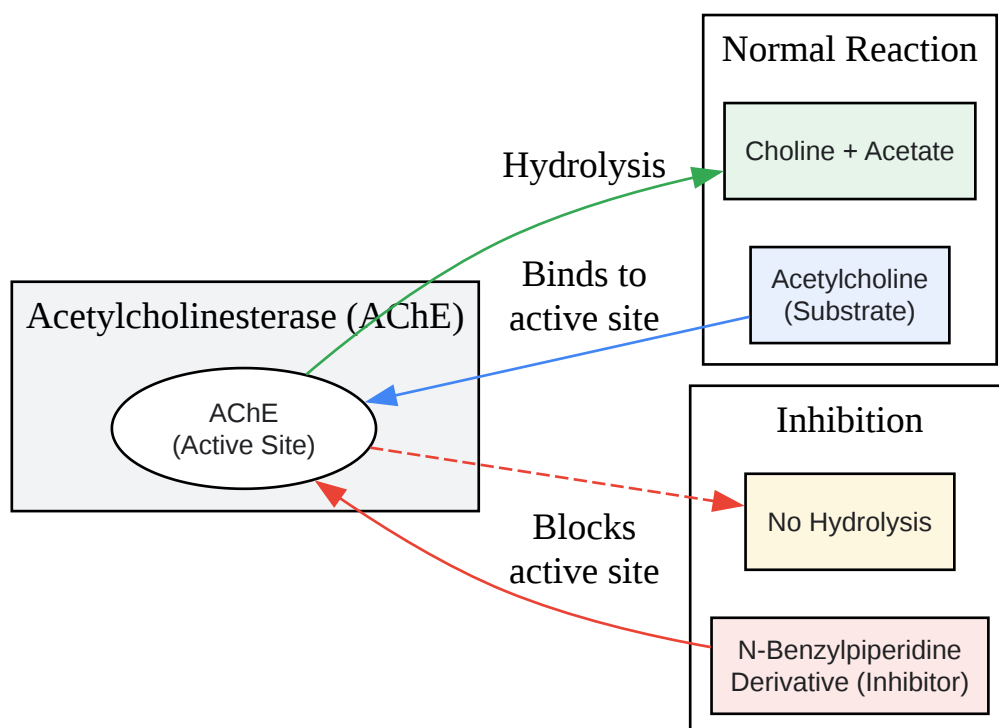 Normal Reaction
Choline + Acetate
Hydrolysis
Binds to
active site
Acetylcholine
(Substrate)
Acetylcholinesterase (AChE)
AChE
(Active Site)
Inhibition
No Hydrolysis
Blocks
active site
N-Benzylpiperidine
Derivative (Inhibitor)